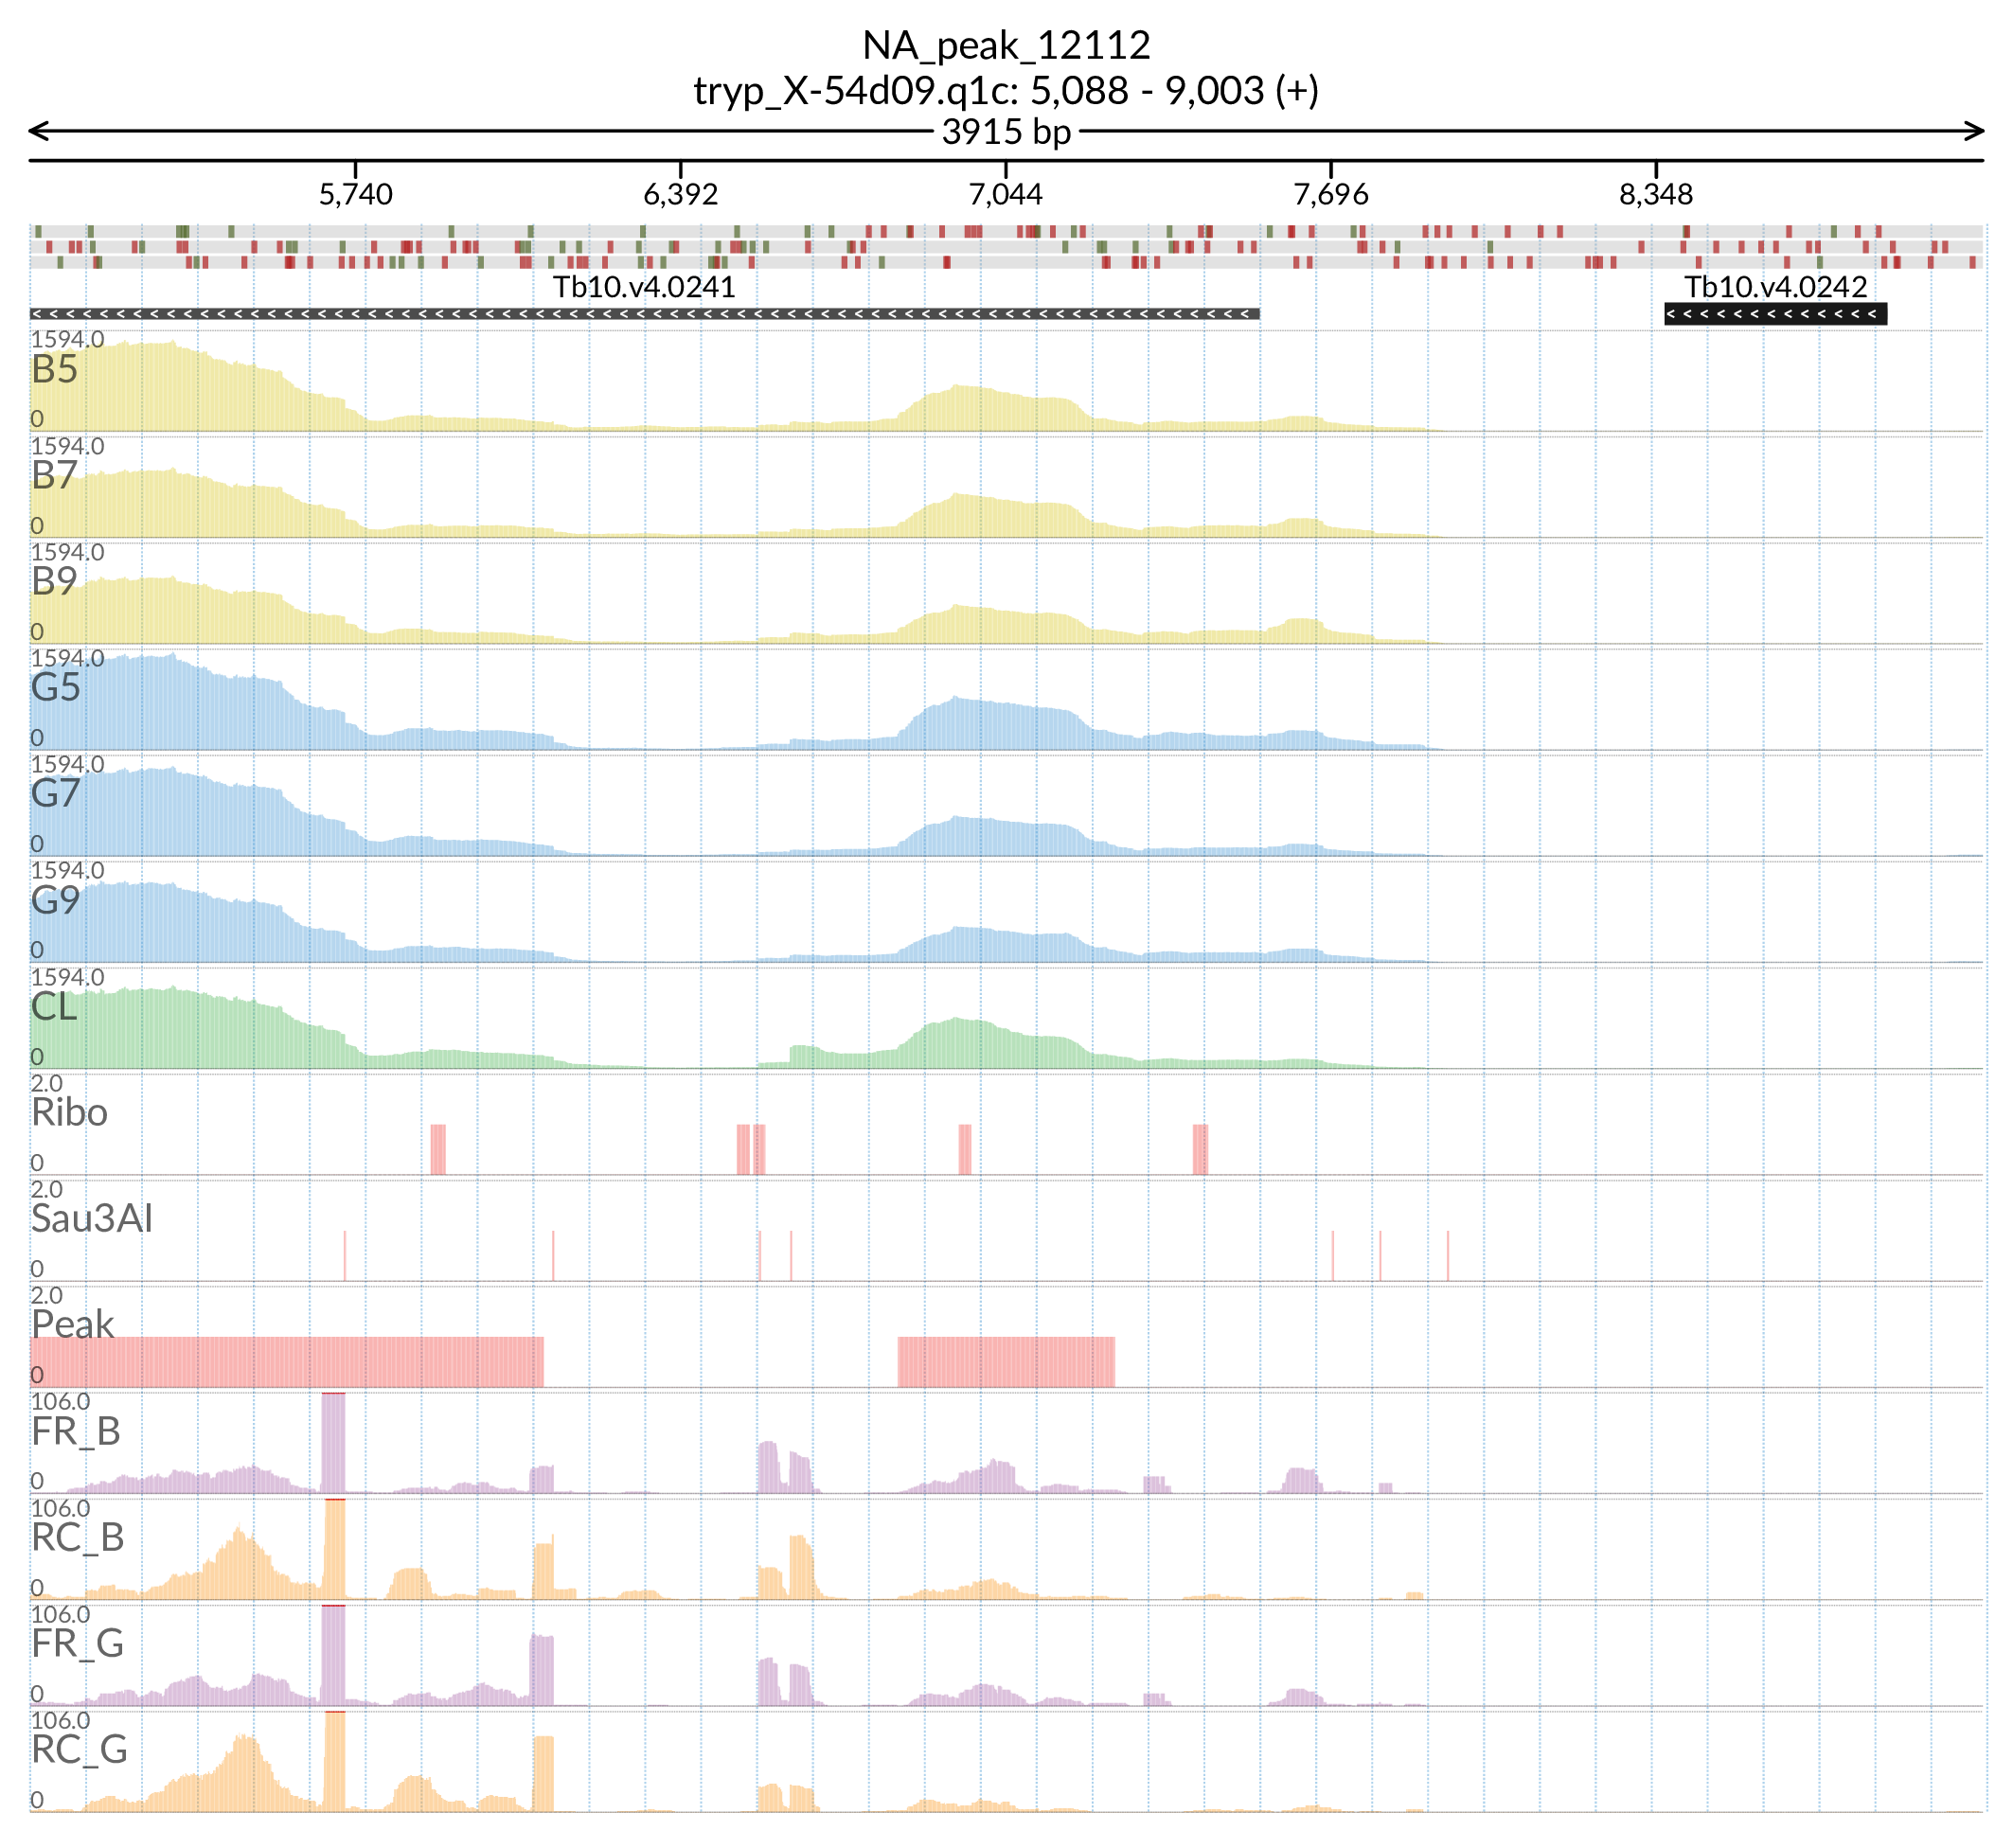 NA_peak_12112
tryp_X-54d09.q1c: 5,088 - 9,003 (+)
3915 bp
5,740 6,392 7,044 7,696 8,348
Tb10.v4.0241 Tb10.v4.0242
1594.0
B5
0
1594.0
B7
0
1594.0
B9
0
1594.0
G5
0
1594.0
G7
0
1594.0
G9
0
1594.0
CL
0
2.0
Ribo
0
2.0
Sau3AI
0
2.0
Peak
0
106.0
FR_B
0
106.0
RC_B
0
106.0
FR_G
0
106.0
RC_G
0